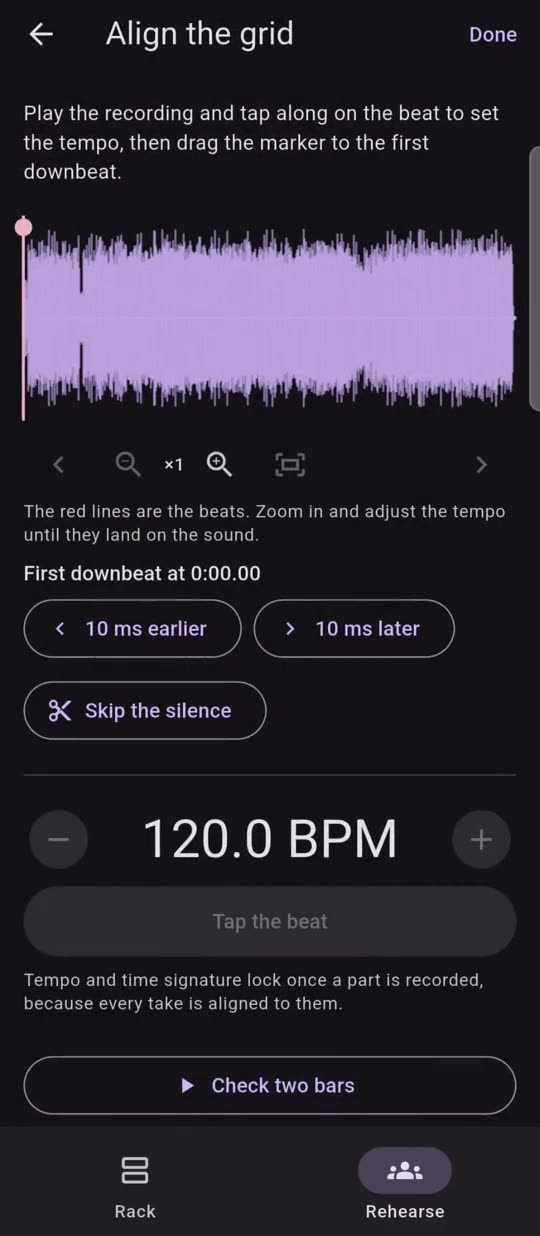 Align the grid
Done
Play the recording and tap along on the beat to set
the tempo, then drag the marker to the first
downbeat.
×1
The red lines are the beats. Zoom in and adjust the tempo
until they land on the sound.
First downbeat at 0:00.00
10 ms earlier
10 ms later
Skip the silence
120.0 BPM
Tap the beat
Tempo and time signature lock once a part is recorded,
because every take is aligned to them.
Check two bars
Rack
Rehearse